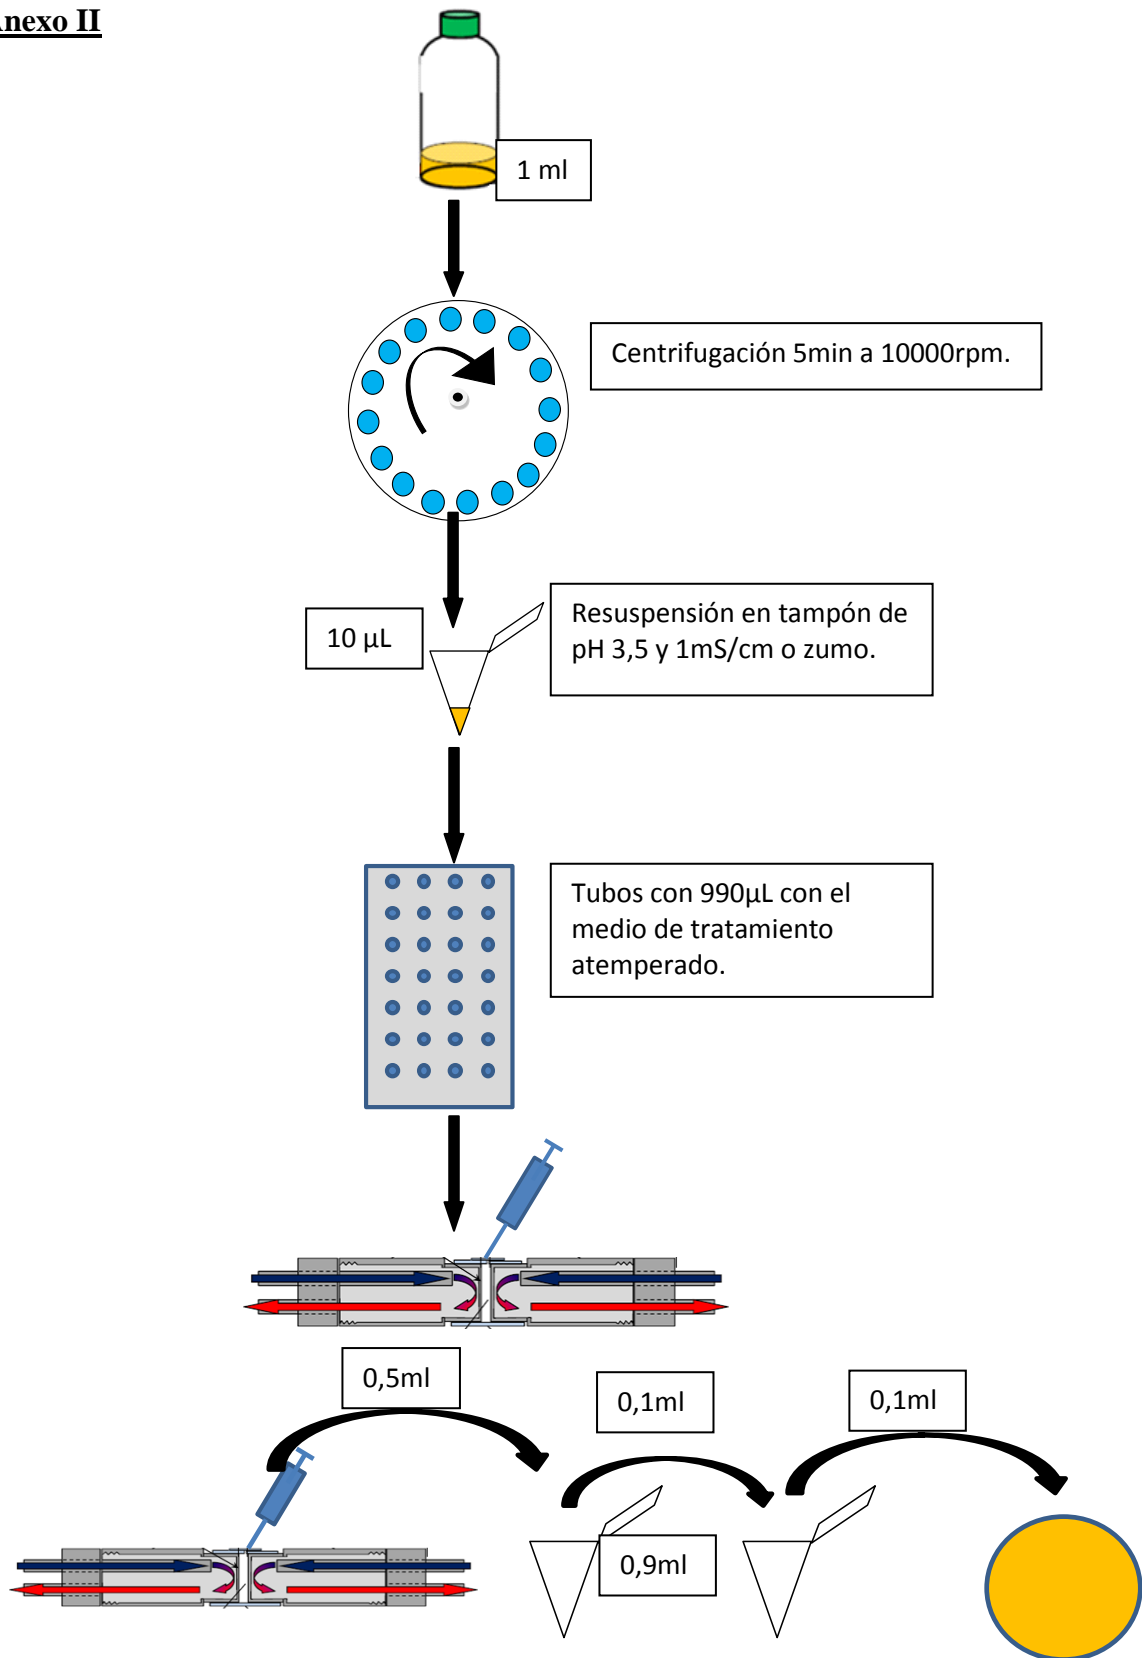 Anexo II
1 ml
Centrifugación 5min a 10000rpm.
10 µL
Resuspensión en tampón de
pH 3,5 y 1mS/cm o zumo.
Tubos con 990µL con el
medio de tratamiento
atemperado.
0,5ml
0,1ml
0,1ml
0,9ml